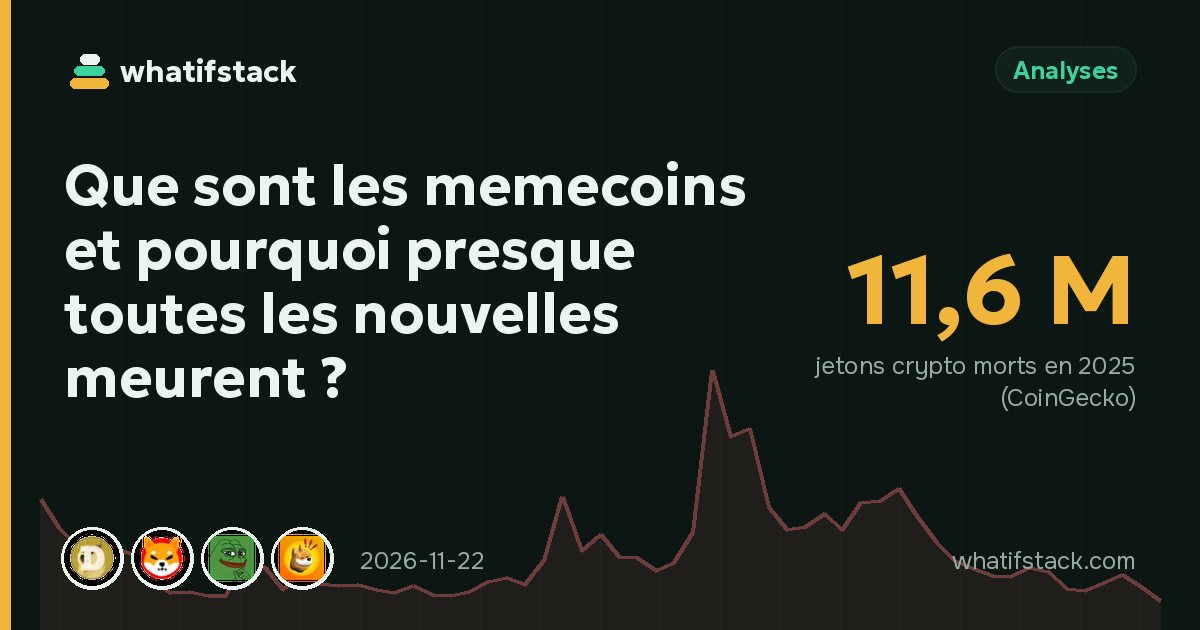 whatifstack
Analyses
Que sont les memecoins
et pourquoi presque
toutes les nouvelles
meurent ?
11,6 M
jetons crypto morts en 2025
(CoinGecko)
2026-11-22
whatifstack.com